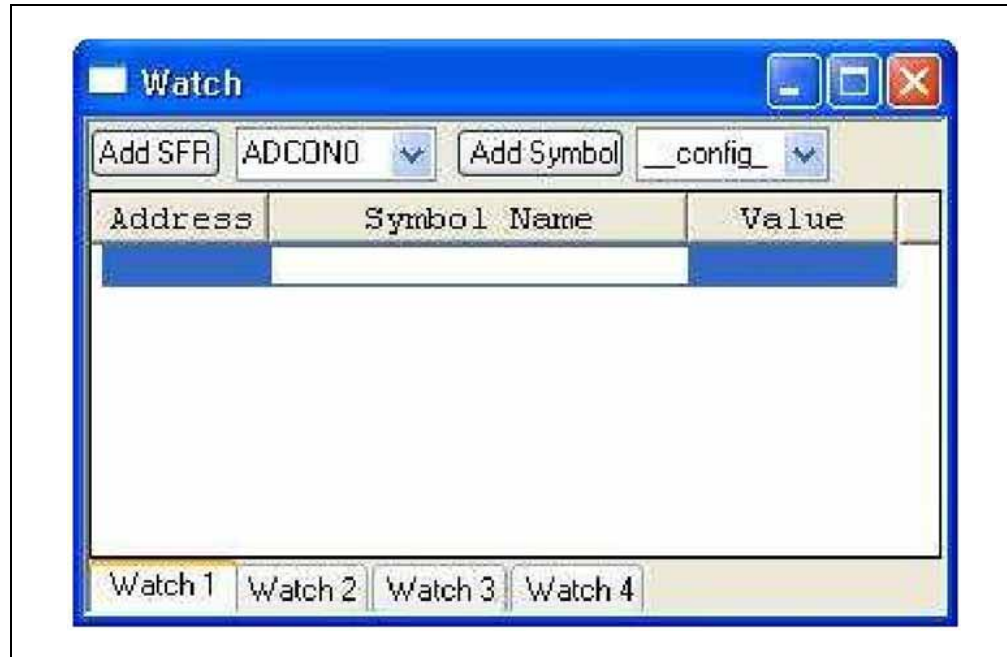 Watch
Add SFR ADCON0 Add Symbol __config_
Address Symbol Name Value
Watch 1 Watch 2 Watch 3 Watch 4